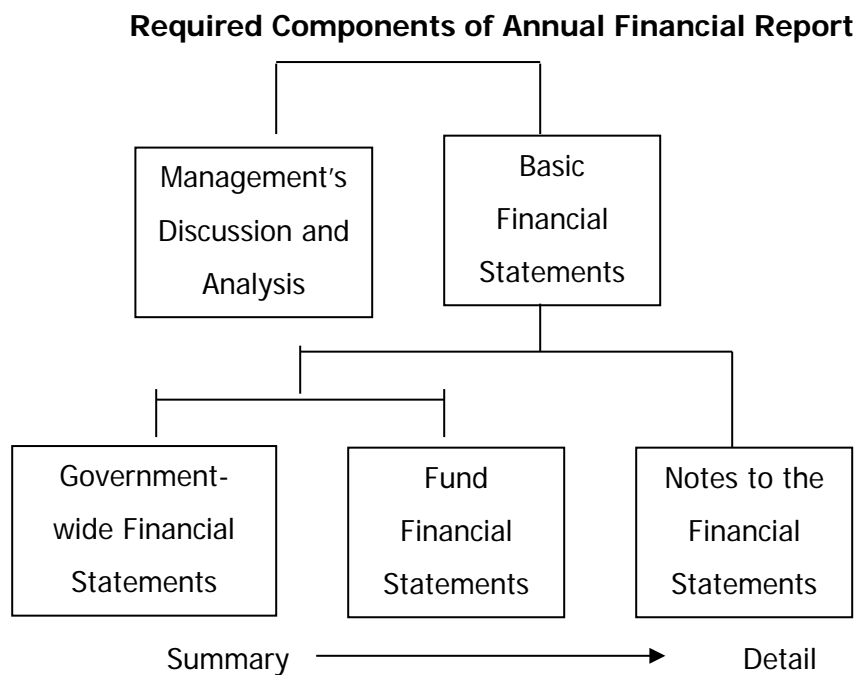 Required Components of Annual Financial Report
Management's
Discussion and
Analysis
Basic
Financial
Statements
Government-
wide Financial
Statements
Fund
Financial
Statements
Notes to the
Financial
Statements
Summary
Detail